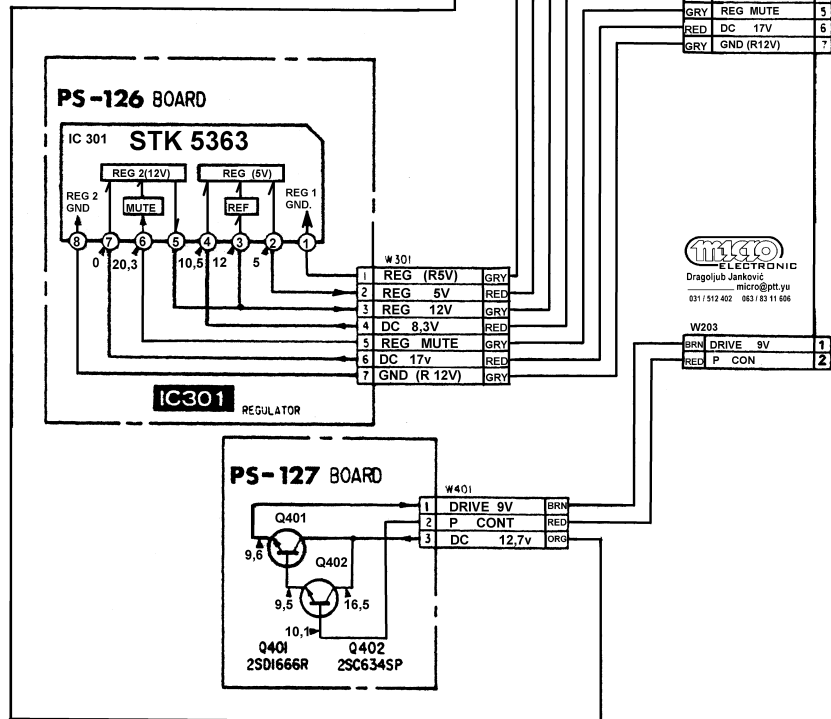 GRY REG MUTE 5
RED DC 17V 6
GRY GND (R12V) 7
PS-126 BOARD
IC 301 STK 5363
REG 2(12V) REG (5V)
REG 2 GND
MUTE
REF
REG 1 GND.
8 7 6 5 4 3 2 1
0 20,3 10,5 12 5
W301
1 REG (R5V) GRY
2 REG 5V RED
3 REG 12V GRY
4 DC 8,3V RED
5 REG MUTE GRY
6 DC 17v RED
7 GND (R 12V) GRY
IC301 REGULATOR
micro
ELECTRONIC
Dragoljub Janković
micro@ptt.yu
031 / 512 402 063 / 83 11 606
W203
BRN DRIVE 9V 1
RED P CON 2
PS-127 BOARD
W401
1 DRIVE 9V BRN
2 P CONT RED
3 DC 12,7v ORG
Q401
9,6
Q402
9,5 16,5
10,1
Q401 Q402
2SD1666R 2SC634SP